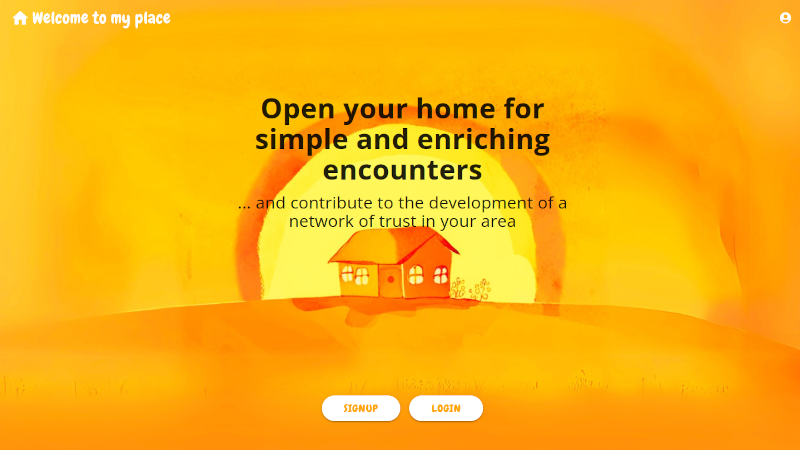 Welcome to my place
Open your home for
simple and enriching
encounters
... and contribute to the development of a
network of trust in your area
SIGNUP
LOGIN